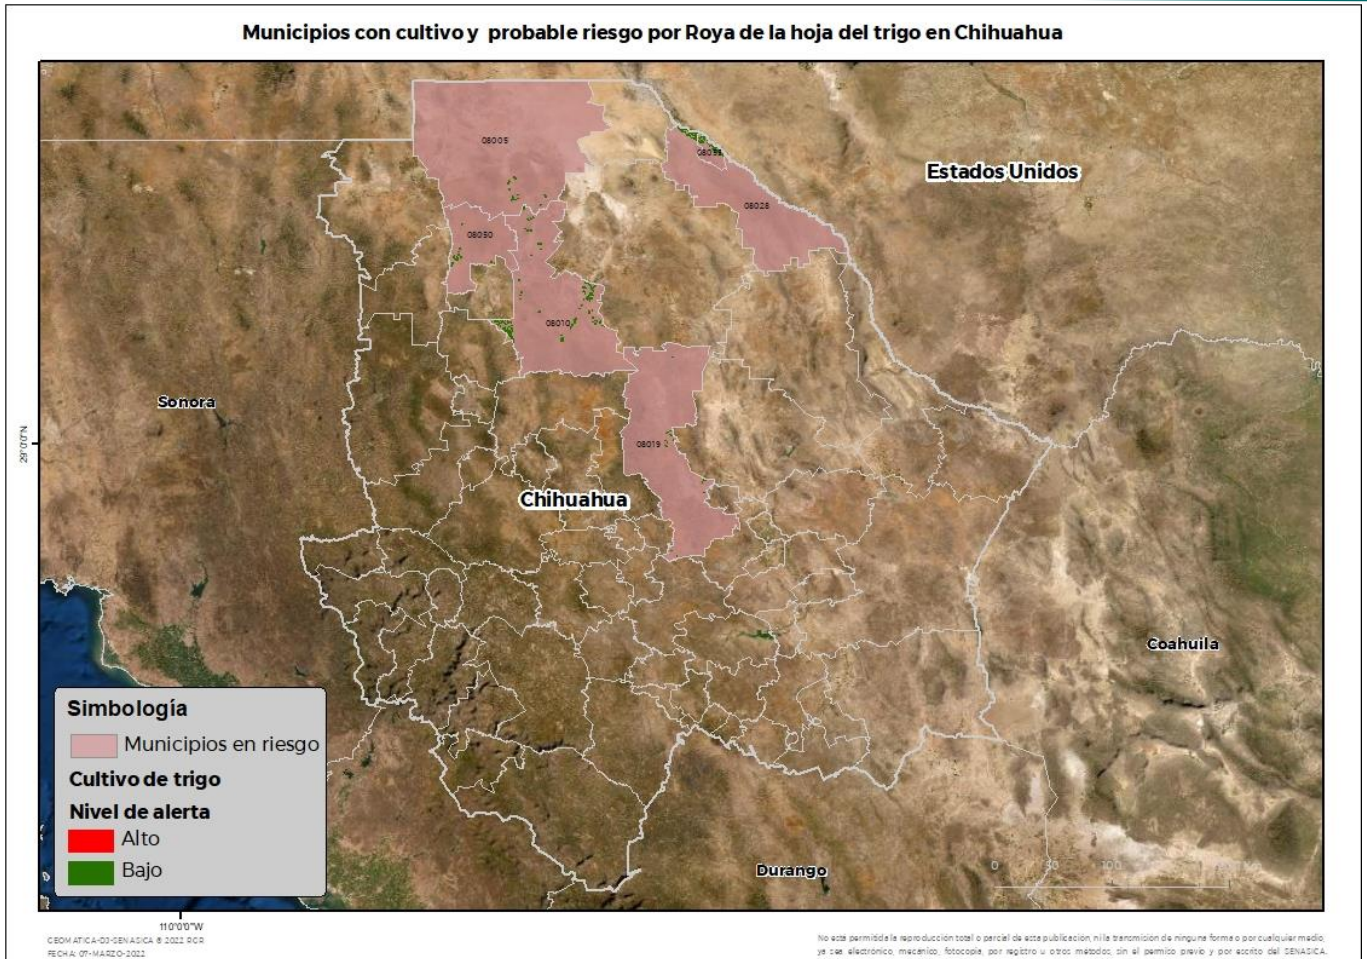 Municipios con cultivo y probable riesgo por Roya de la hoja del trigo en Chihuahua
08005
Estados Unidos
08028
08050
08010
Sonora
29°0'0"N
08019
Chihuahua
Coahuila
Simbología
Municipios en riesgo
Cultivo de trigo
Nivel de alerta
Alto
Bajo
Durango
0 50 100
110°0'0"W
GEOMATICA-DJ-SENASICA ® 2022 RCR
FECHA: 07-MARZO-2022
No está permitida la reproducción total o parcial de esta publicación, ni la transmisión de ninguna forma o por cualquier medio,
ya sea electrónico, mecánico, fotocopia, por registro u otros métodos, sin el permiso previo y por escrito del SENASICA.